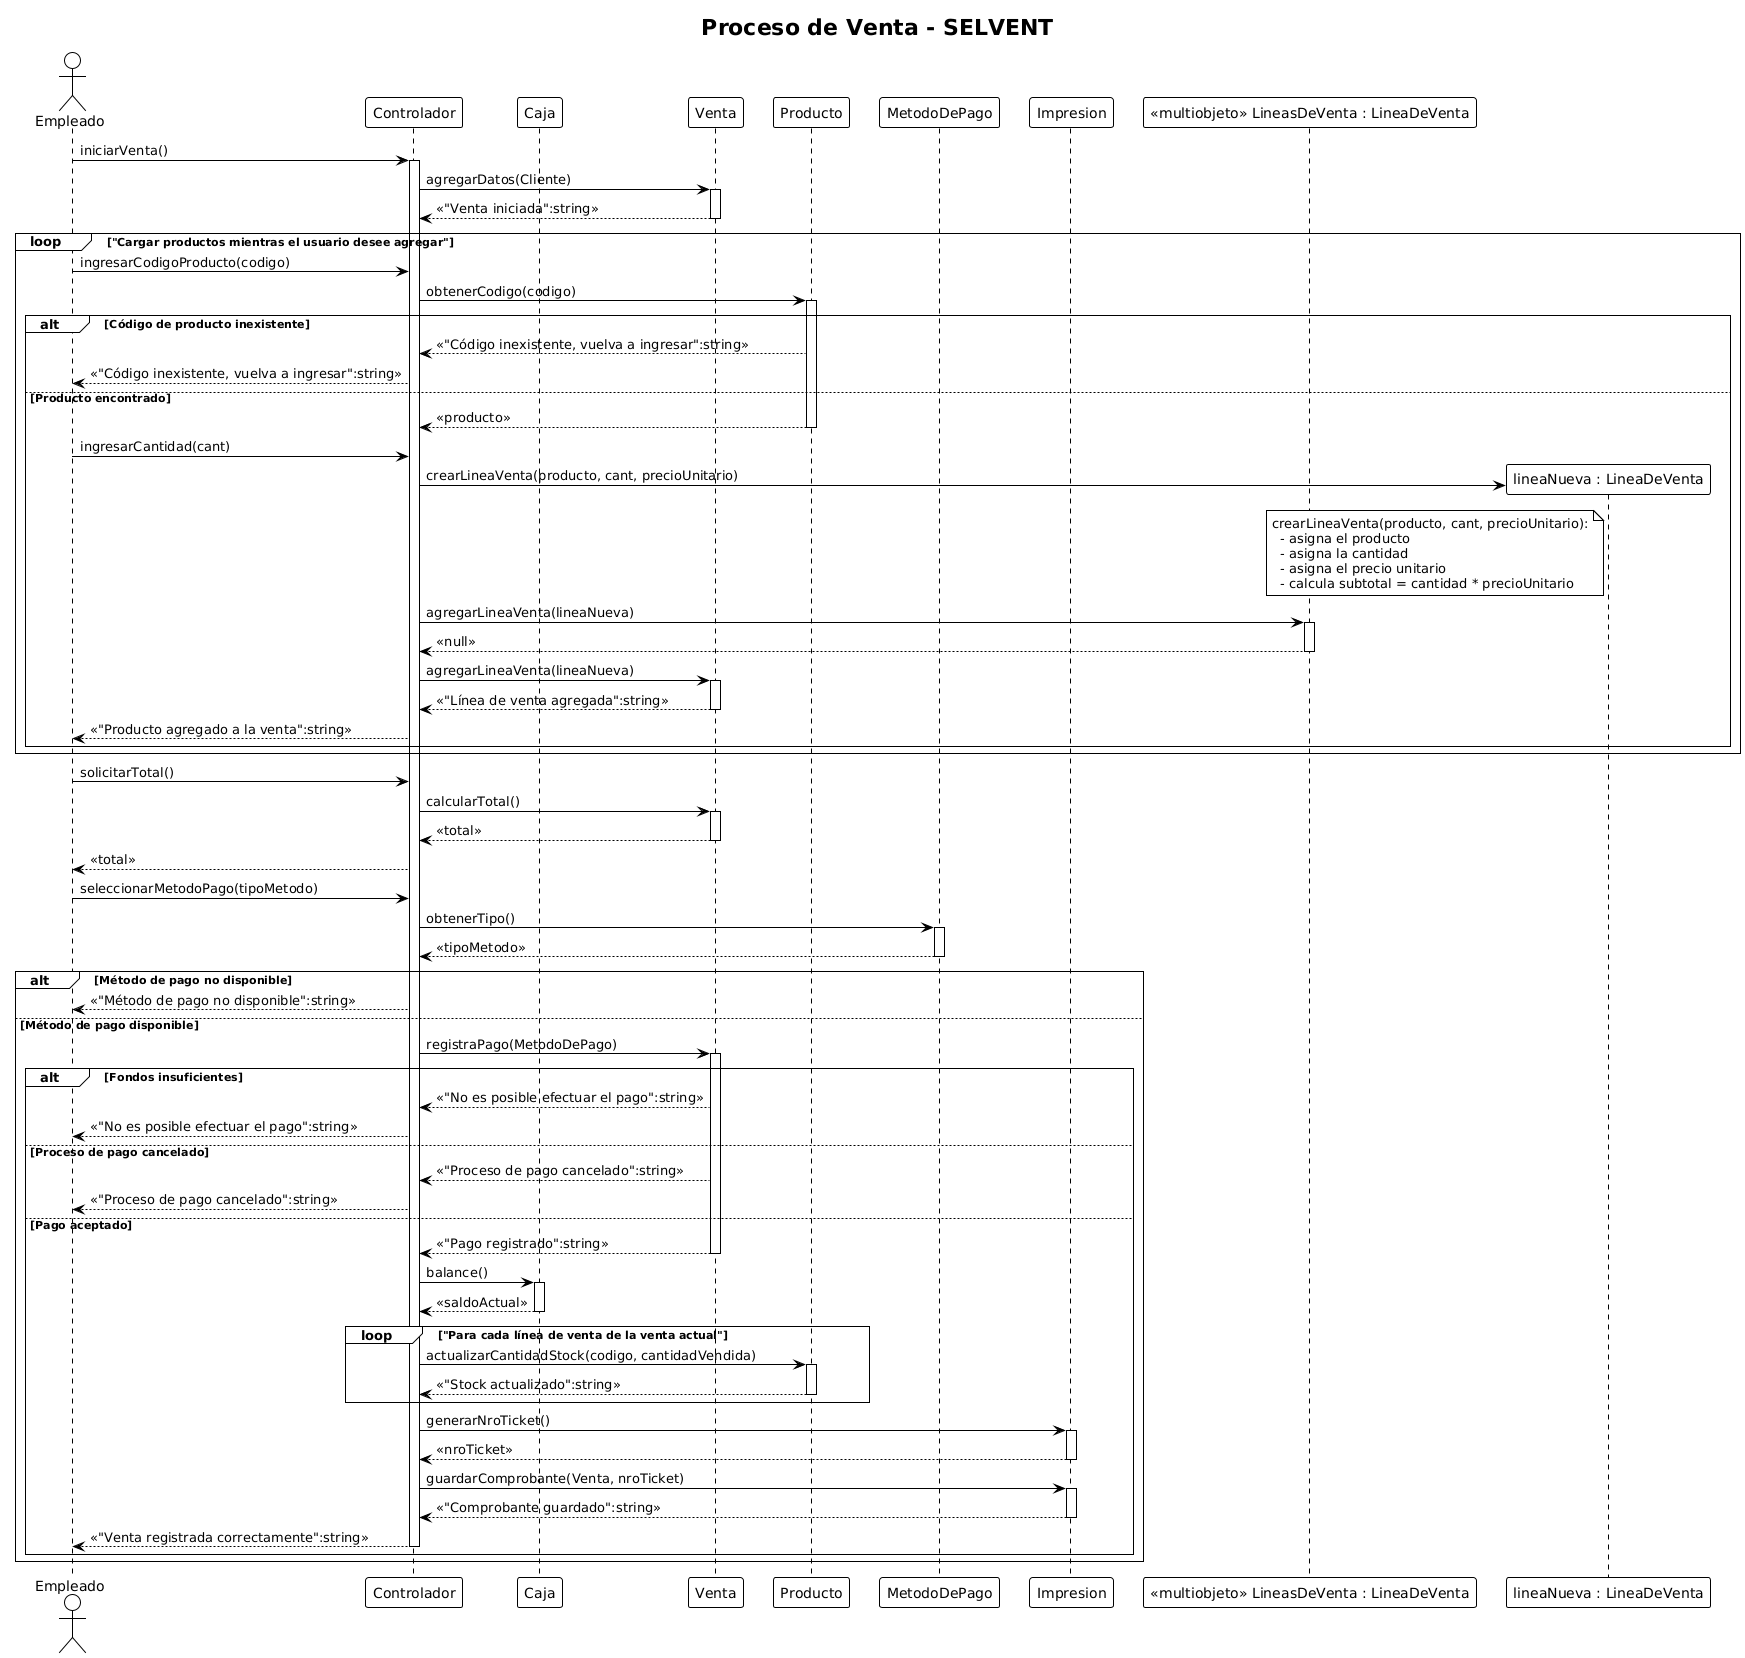 Proceso de Venta - SELVENT
Empleado
Controlador
Caja
Venta
Producto
MetodoDePago
Impresion
«multiobjeto» LineasDeVenta : LineaDeVenta
iniciarVenta()
agregarDatos(Cliente)
«"Venta iniciada":string»
loop
["Cargar productos mientras el usuario desee agregar"]
ingresarCodigoProducto(codigo)
obtenerCodigo(codigo)
alt
[Código de producto inexistente]
«"Código inexistente, vuelva a ingresar":string»
«"Código inexistente, vuelva a ingresar":string»
[Producto encontrado]
«producto»
ingresarCantidad(cant)
crearLineaVenta(producto, cant, precioUnitario)
lineaNueva : LineaDeVenta
crearLineaVenta(producto, cant, precioUnitario):
- asigna el producto
- asigna la cantidad
- asigna el precio unitario
- calcula subtotal = cantidad * precioUnitario
agregarLineaVenta(lineaNueva)
«null»
agregarLineaVenta(lineaNueva)
«"Línea de venta agregada":string»
«"Producto agregado a la venta":string»
solicitarTotal()
calcularTotal()
«total»
«total»
seleccionarMetodoPago(tipoMetodo)
obtenerTipo()
«tipoMetodo»
alt
[Método de pago no disponible]
«"Método de pago no disponible":string»
[Método de pago disponible]
registraPago(MetodoDePago)
alt
[Fondos insuficientes]
«"No es posible efectuar el pago":string»
«"No es posible efectuar el pago":string»
[Proceso de pago cancelado]
«"Proceso de pago cancelado":string»
«"Proceso de pago cancelado":string»
[Pago aceptado]
«"Pago registrado":string»
balance()
«saldoActual»
loop
["Para cada línea de venta de la venta actual"]
actualizarCantidadStock(codigo, cantidadVendida)
«"Stock actualizado":string»
generarNroTicket()
«nroTicket»
guardarComprobante(Venta, nroTicket)
«"Comprobante guardado":string»
«"Venta registrada correctamente":string»
Empleado
Controlador
Caja
Venta
Producto
MetodoDePago
Impresion
«multiobjeto» LineasDeVenta : LineaDeVenta
lineaNueva : LineaDeVenta